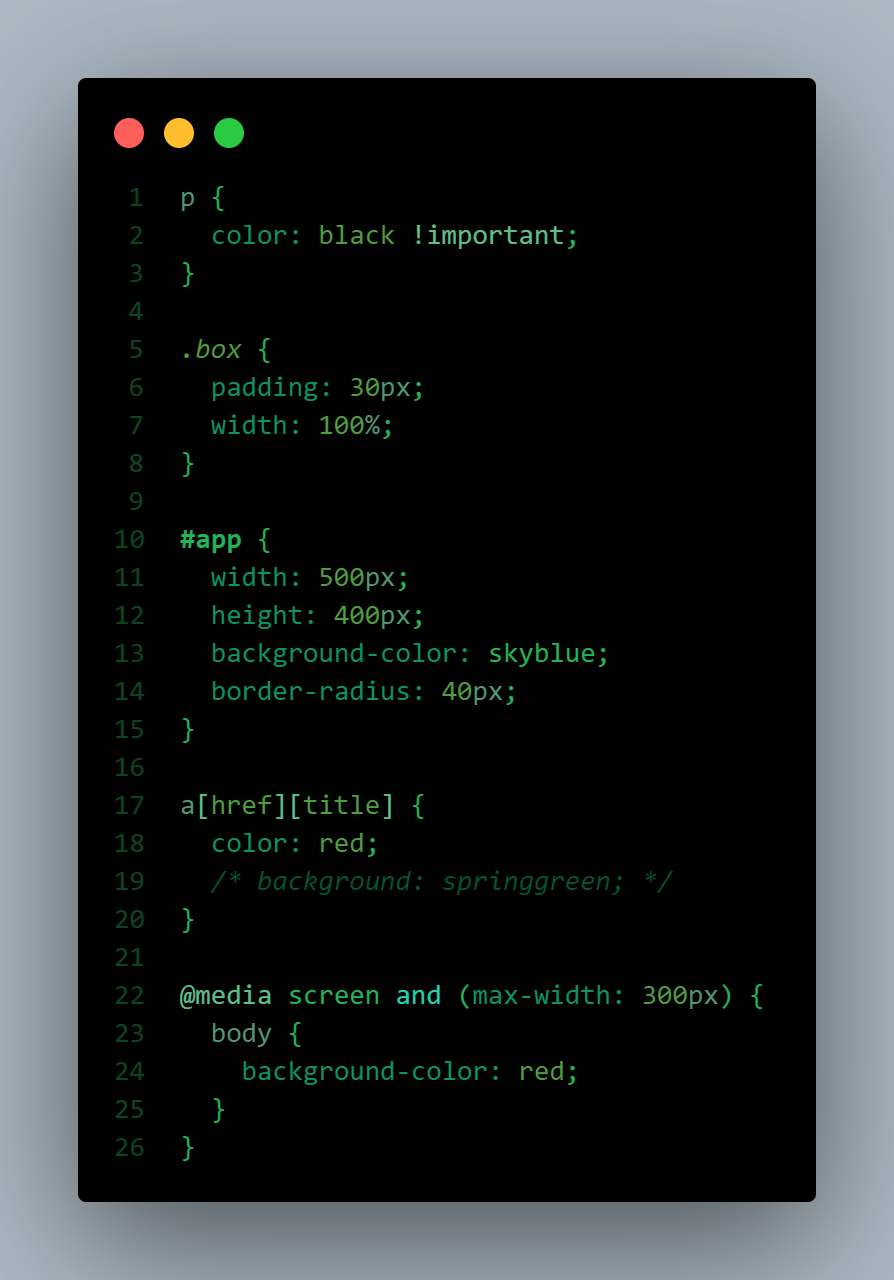 1 p {
2   color: black !important;
3 }
4
5 .box {
6   padding: 30px;
7   width: 100%;
8 }
9
10 #app {
11   width: 500px;
12   height: 400px;
13   background-color: skyblue;
14   border-radius: 40px;
15 }
16
17 a[href][title] {
18   color: red;
19   /* background: springgreen; */
20 }
21
22 @media screen and (max-width: 300px) {
23   body {
24     background-color: red;
25   }
26 }